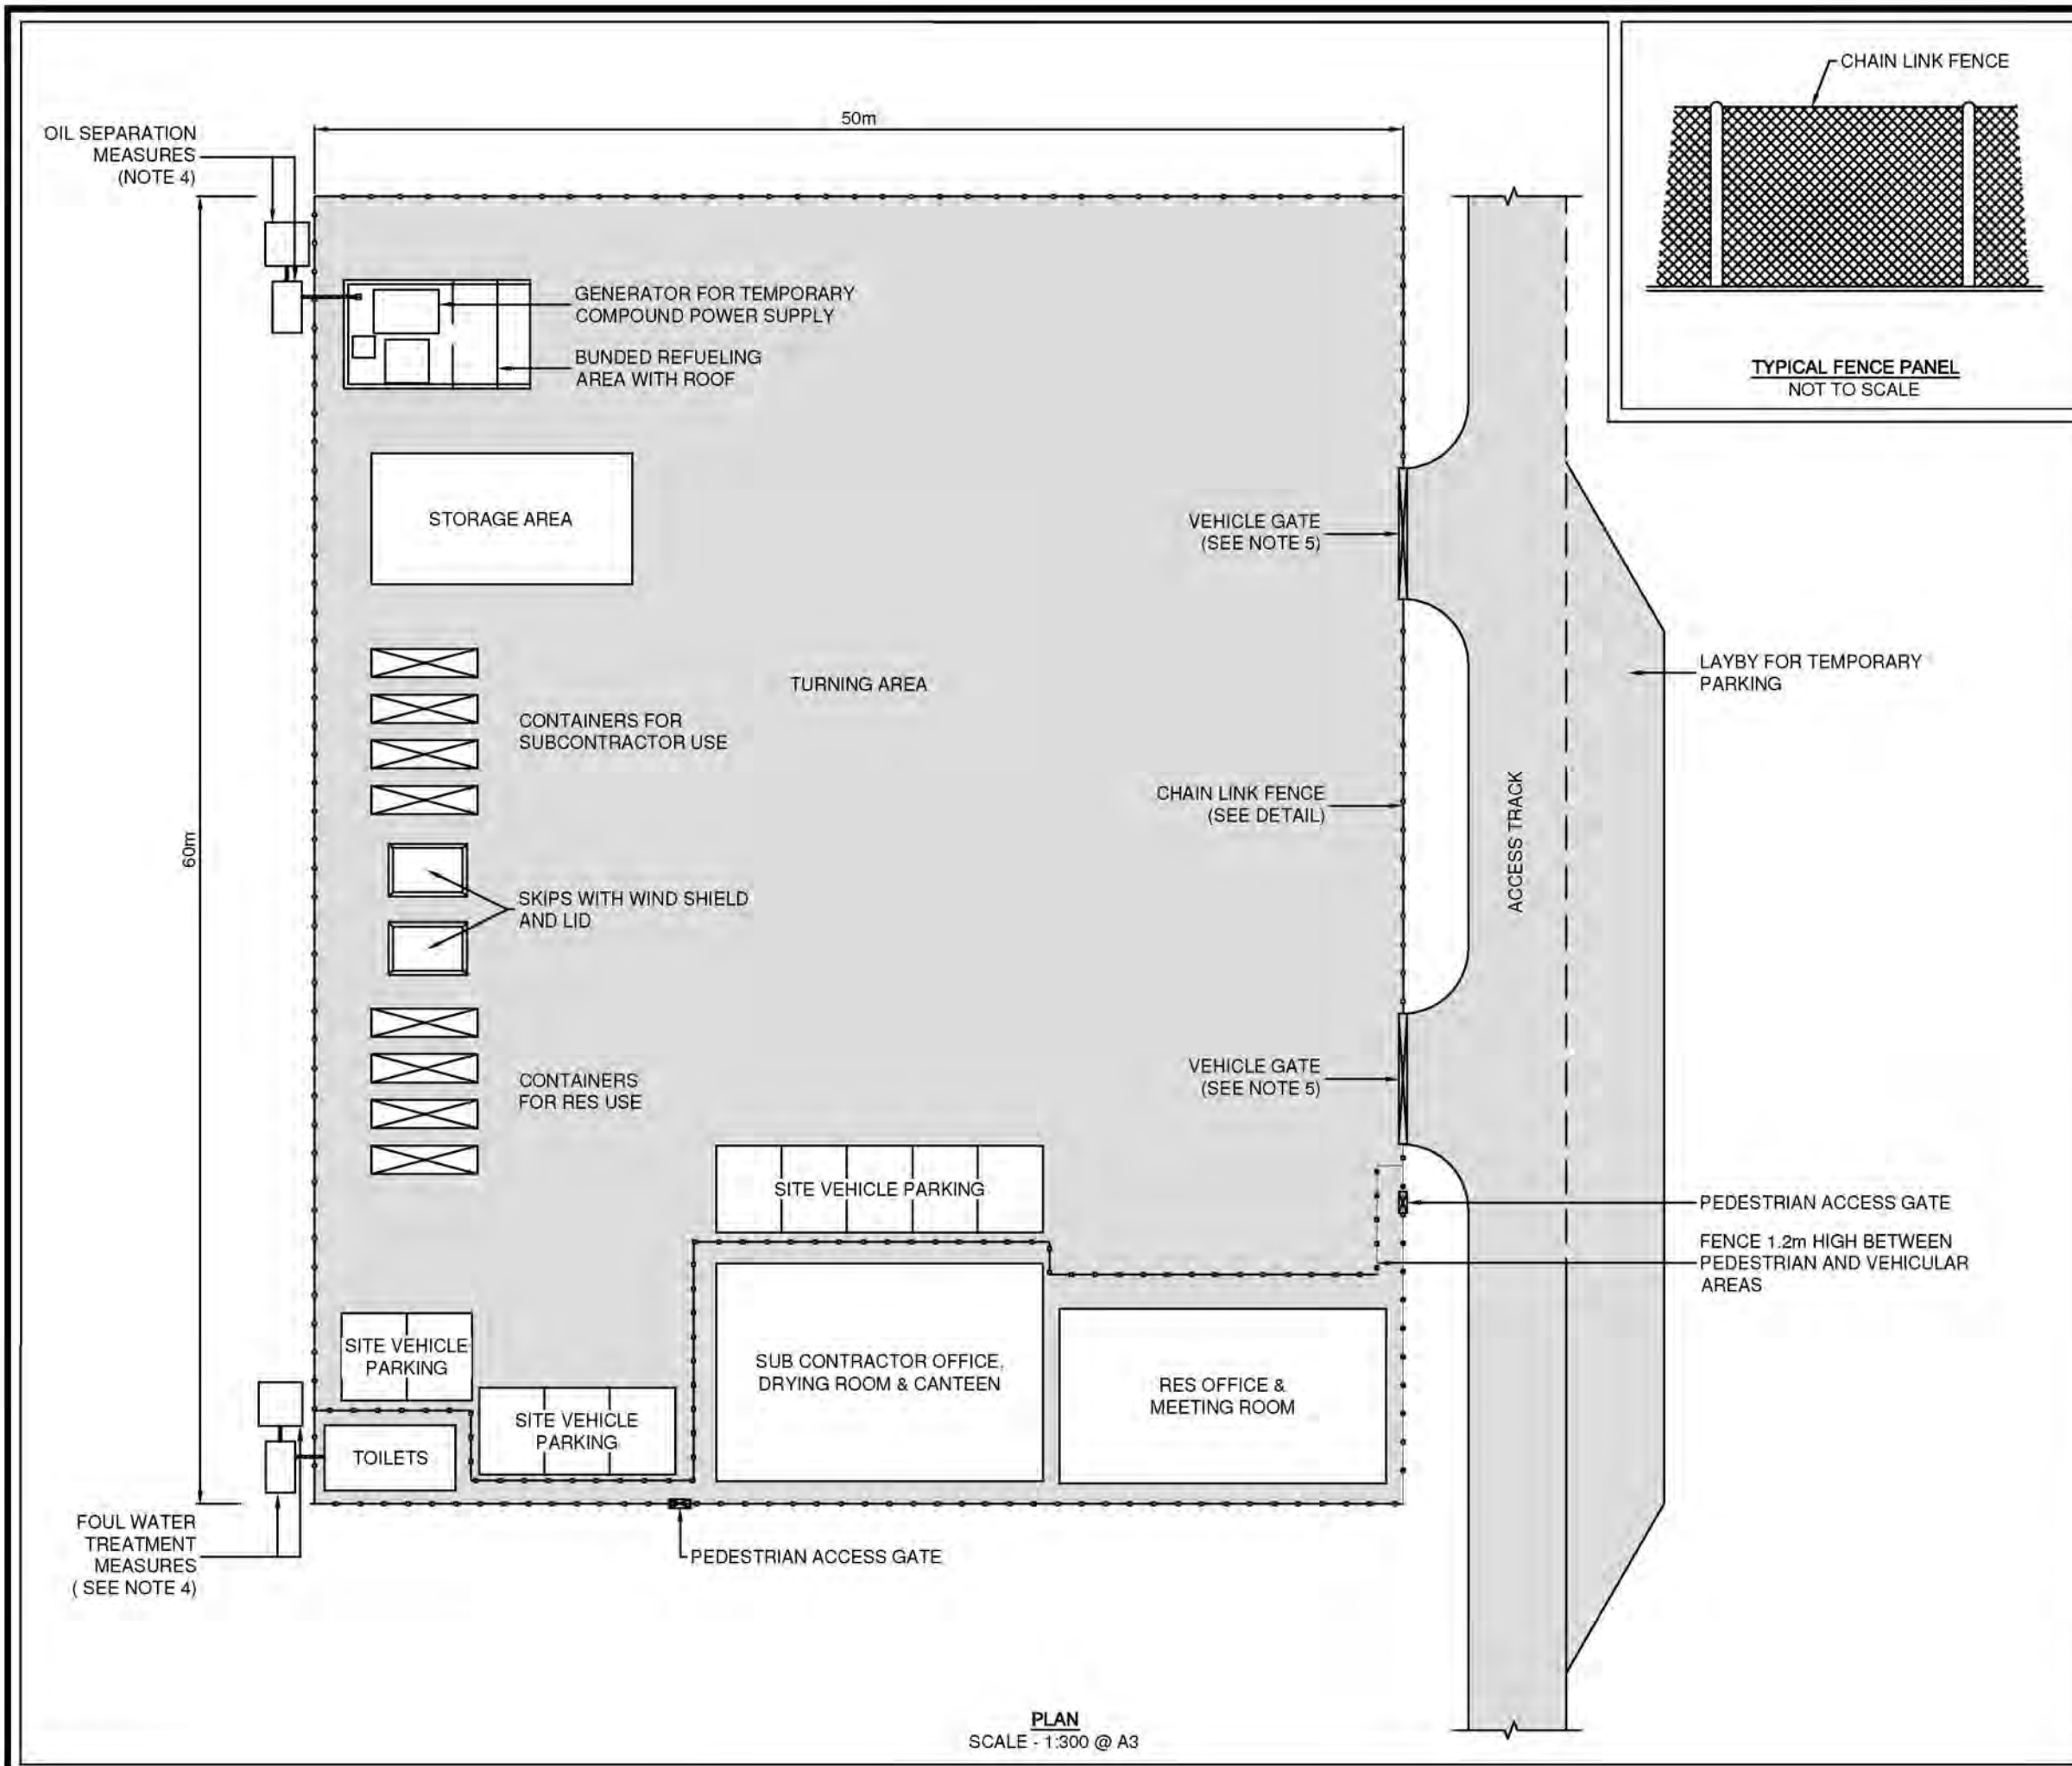 CHAIN LINK FENCE
TYPICAL FENCE PANEL
NOT TO SCALE
50m
OIL SEPARATION
MEASURES
(NOTE 4)
GENERATOR FOR TEMPORARY
COMPOUND POWER SUPPLY
BUNDED REFUELING
AREA WITH ROOF
STORAGE AREA
VEHICLE GATE
(SEE NOTE 5)
TURNING AREA
LAYBY FOR TEMPORARY
PARKING
CONTAINERS FOR
SUBCONTRACTOR USE
CHAIN LINK FENCE
(SEE DETAIL)
ACCESS TRACK
60m
SKIPS WITH WIND SHIELD
AND LID
CONTAINERS
FOR RES USE
VEHICLE GATE
(SEE NOTE 5)
SITE VEHICLE PARKING
PEDESTRIAN ACCESS GATE
FENCE 1.2m HIGH BETWEEN
PEDESTRIAN AND VEHICULAR
AREAS
SITE VEHICLE
PARKING
SUB CONTRACTOR OFFICE,
DRYING ROOM & CANTEEN
RES OFFICE &
MEETING ROOM
SITE VEHICLE
PARKING
TOILETS
FOUL WATER
TREATMENT
MEASURES
( SEE NOTE 4)
PEDESTRIAN ACCESS GATE
PLAN
SCALE - 1:300 @ A3